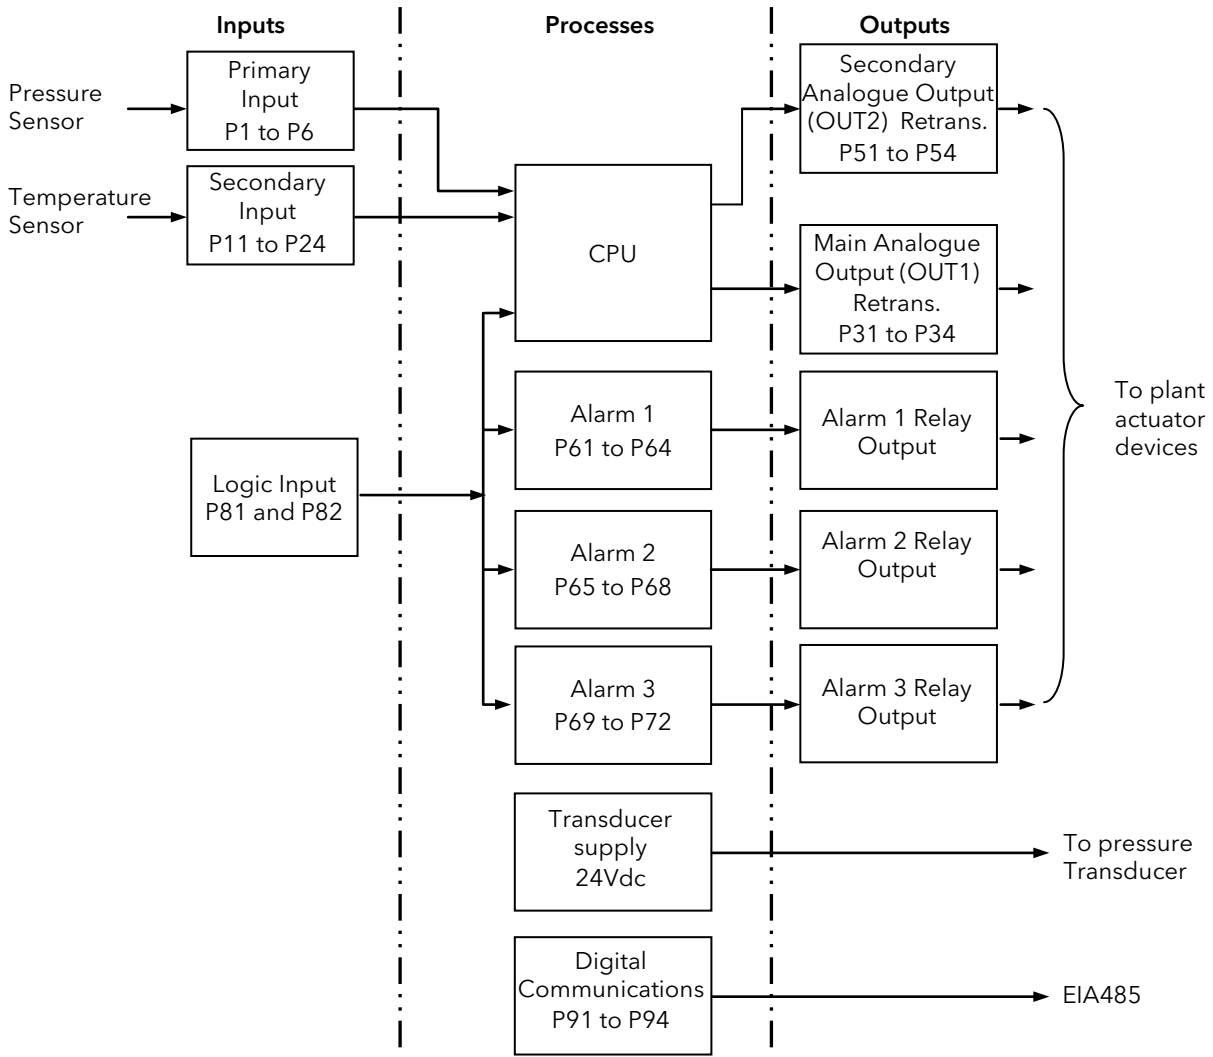 Inputs
Processes
Outputs
Pressure
Sensor
Primary
Input
P1 to P6
Temperature
Sensor
Secondary
Input
P11 to P24
Logic Input
P81 and P82
CPU
Alarm 1
P61 to P64
Alarm 2
P65 to P68
Alarm 3
P69 to P72
Transducer
supply
24Vdc
Digital
Communications
P91 to P94
Secondary
Analogue Output
(OUT2) Retrans.
P51 to P54
Main Analogue
Output (OUT1)
Retrans.
P31 to P34
Alarm 1 Relay
Output
Alarm 2 Relay
Output
Alarm 3 Relay
Output
To plant
actuator
devices
To pressure
Transducer
EIA485